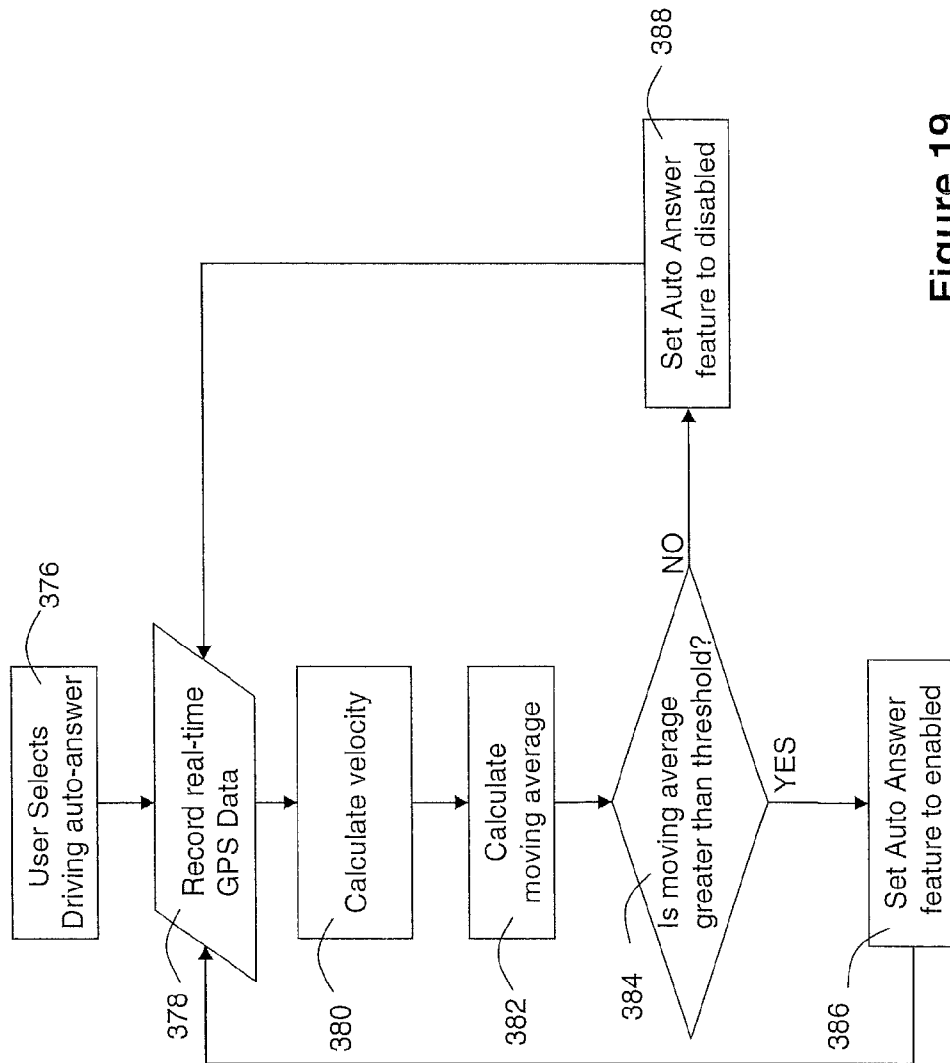 376
User Selects
Driving auto-answer
378
Record real-time
GPS Data
380
Calculate velocity
382
Calculate
moving average
384
Is moving average
greater than threshold?
NO
YES
388
Set Auto Answer
feature to disabled
386
Set Auto Answer
feature to enabled
Figure 19